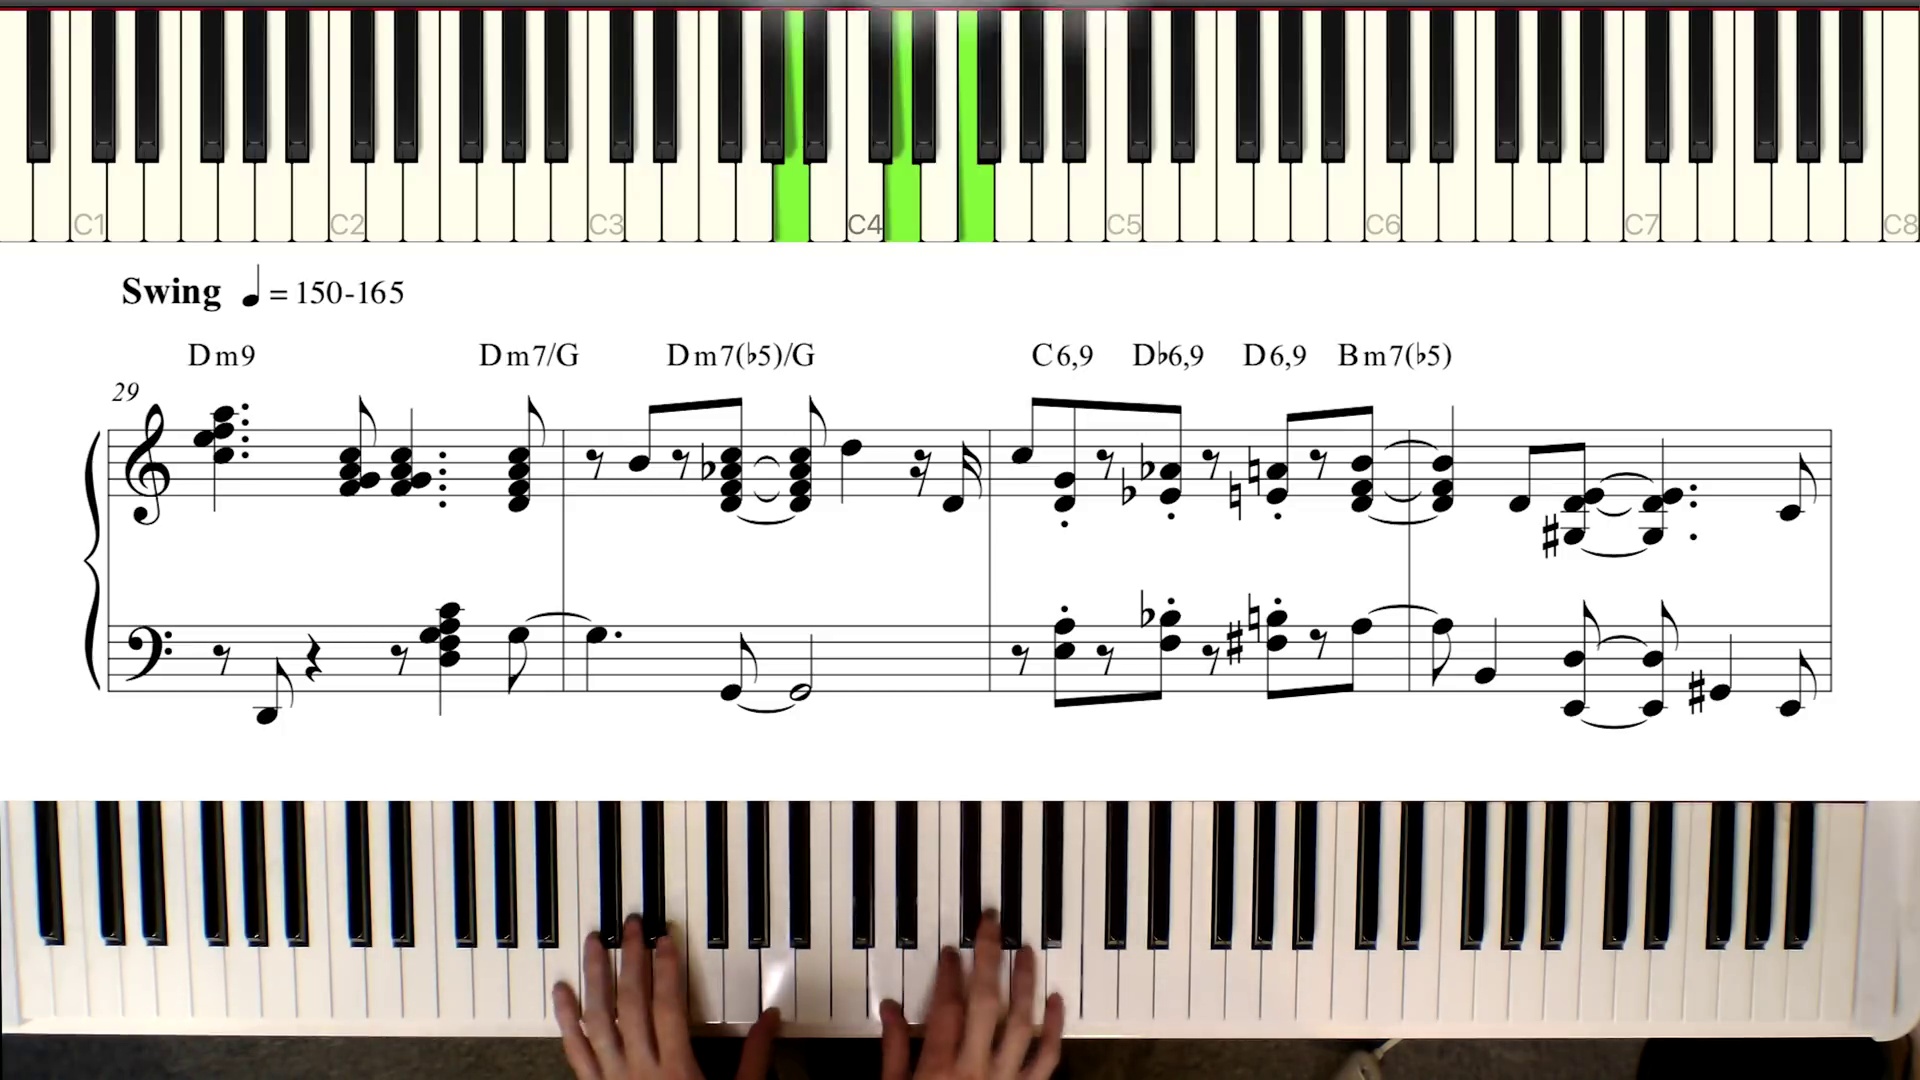 C1 C2 C3 C4 C5 C6 C7 C8
Swing ♩ = 150-165
Dm9 Dm7/G Dm7(♭5)/G C6,9 D♭6,9 D6,9 Bm7(♭5)
29